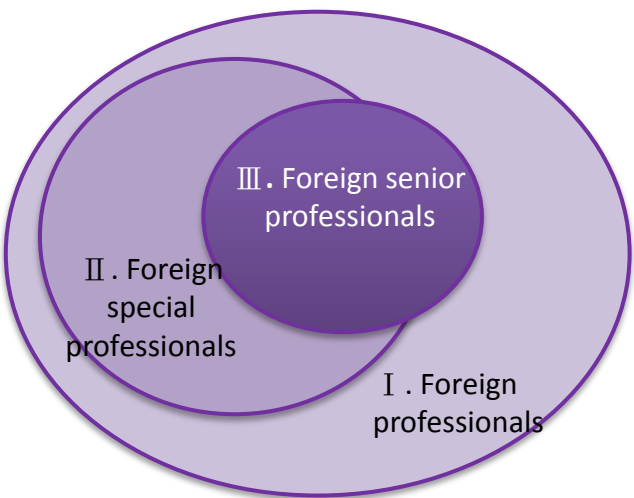 Ⅲ. Foreign senior
professionals
Ⅱ. Foreign
special
professionals
Ⅰ. Foreign
professionals